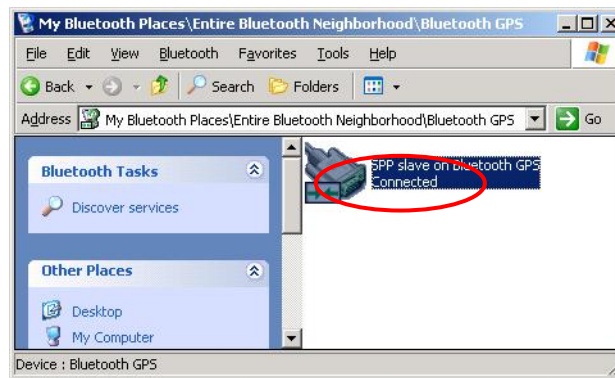 My Bluetooth Places\Entire Bluetooth Neighborhood\Bluetooth GPS
File Edit View Bluetooth Favorites Tools Help
Back Search Folders
Address My Bluetooth Places\Entire Bluetooth Neighborhood\Bluetooth GPS Go
Bluetooth Tasks
Discover services
Other Places
Desktop
My Computer
SPP slave on Bluetooth GPS
Connected
Device : Bluetooth GPS